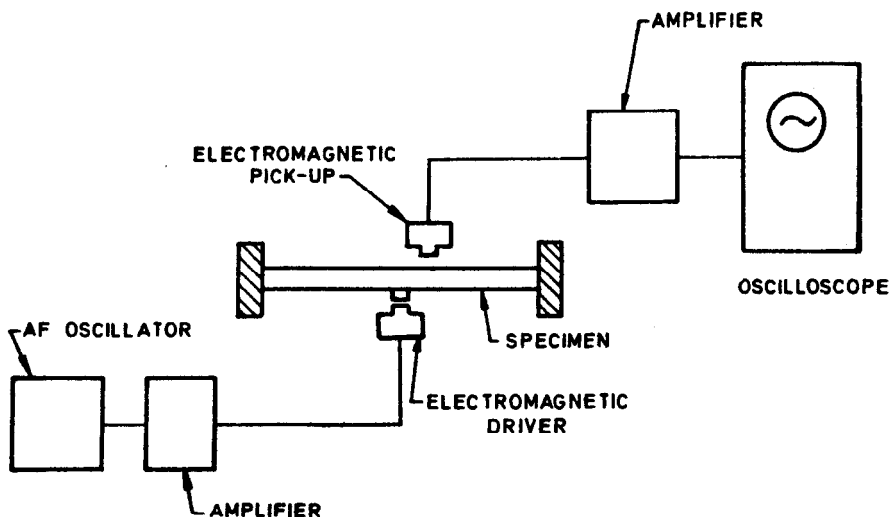 AMPLIFIER
ELECTROMAGNETIC
PICK-UP
OSCILLOSCOPE
AF OSCILLATOR
SPECIMEN
ELECTROMAGNETIC
DRIVER
AMPLIFIER